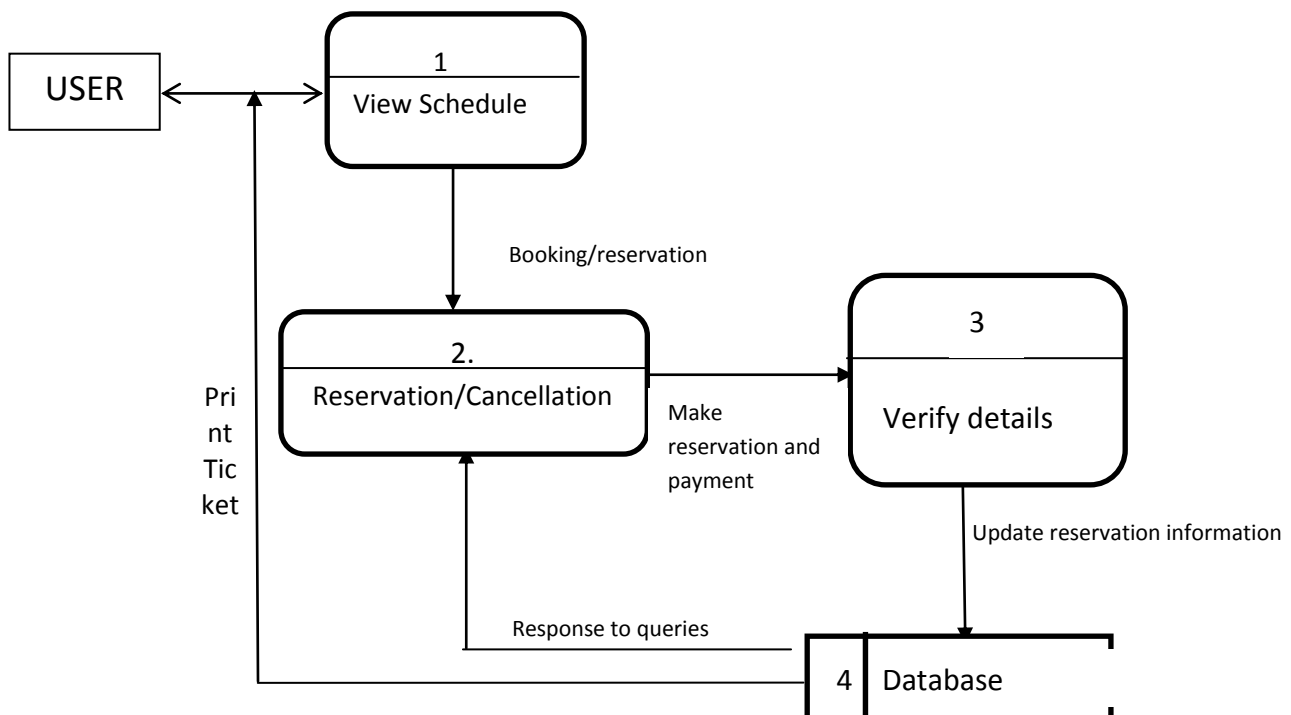 USER
1
View Schedule
Booking/reservation
2.
Reservation/Cancellation
3
Verify details
Make
reservation and
payment
Pri
nt
Tic
ket
Update reservation information
Response to queries
4
Database